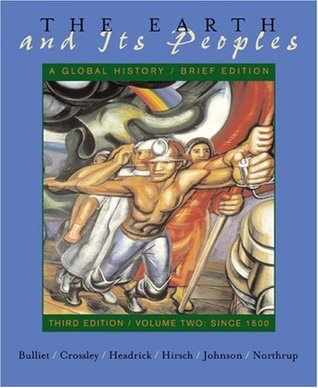 THE EARTH
and Its Peoples
A GLOBAL HISTORY / BRIEF EDITION
THIRD EDITION / VOLUME TWO: SINCE 1500
Bulliet / Crossley / Headrick / Hirsch / Johnson / Northrup